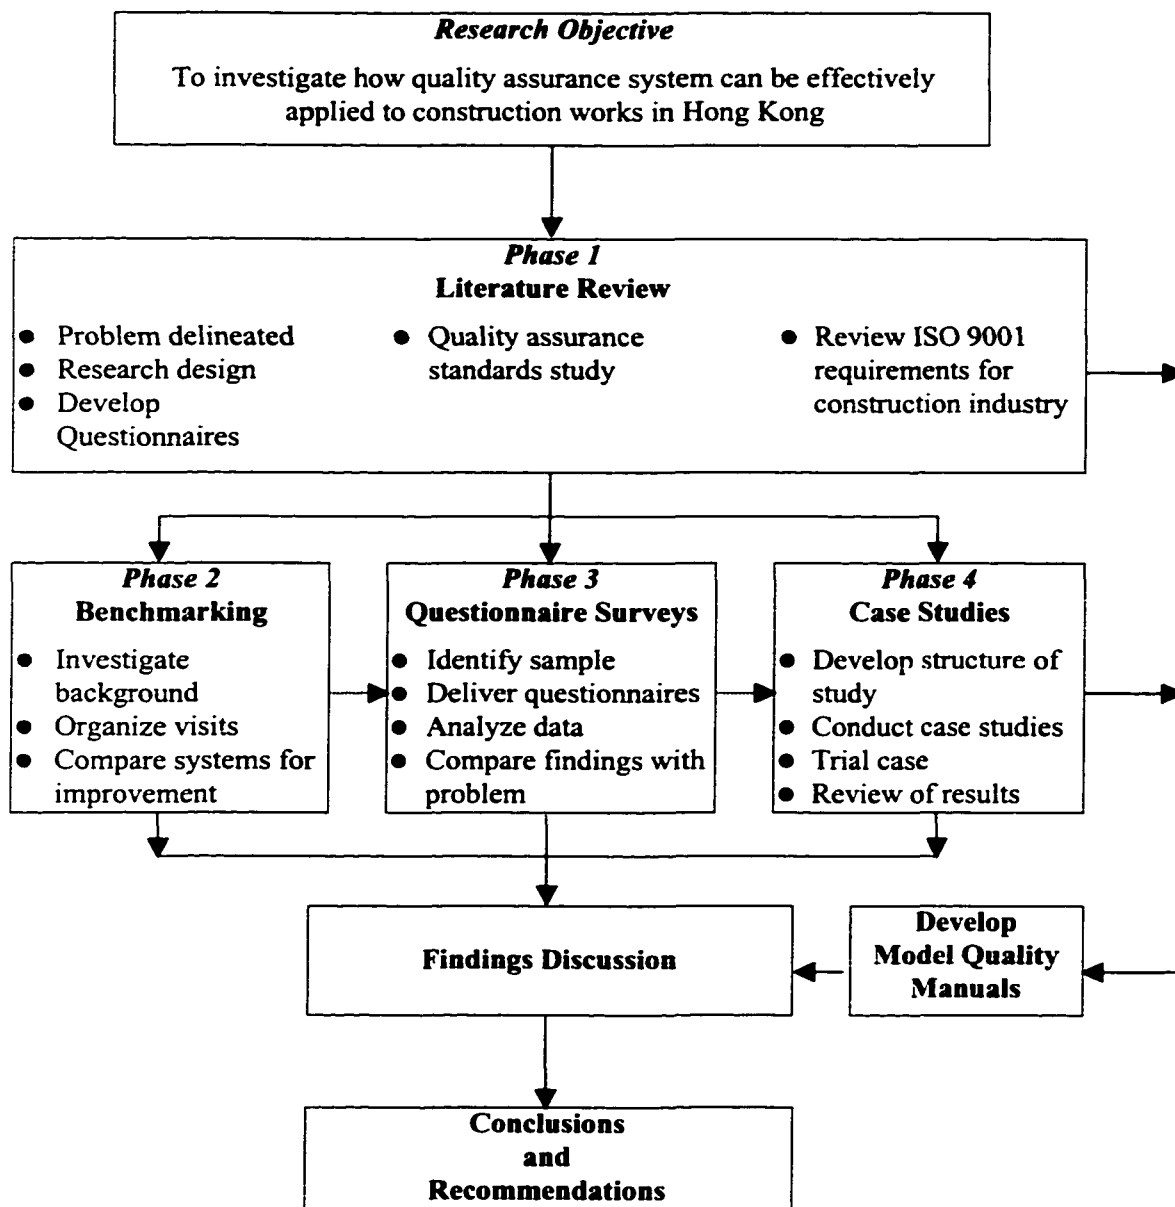 Research Objective
To investigate how quality assurance system can be effectively
applied to construction works in Hong Kong
Phase 1
Literature Review
● Problem delineated
● Research design
● Develop
Questionnaires
● Quality assurance
standards study
● Review ISO 9001
requirements for
construction industry
Phase 2
Benchmarking
● Investigate
background
● Organize visits
● Compare systems for
improvement
Phase 3
Questionnaire Surveys
● Identify sample
● Deliver questionnaires
● Analyze data
● Compare findings with
problem
Phase 4
Case Studies
● Develop structure of
study
● Conduct case studies
● Trial case
● Review of results
Findings Discussion
Develop
Model Quality
Manuals
Conclusions
and
Recommendations